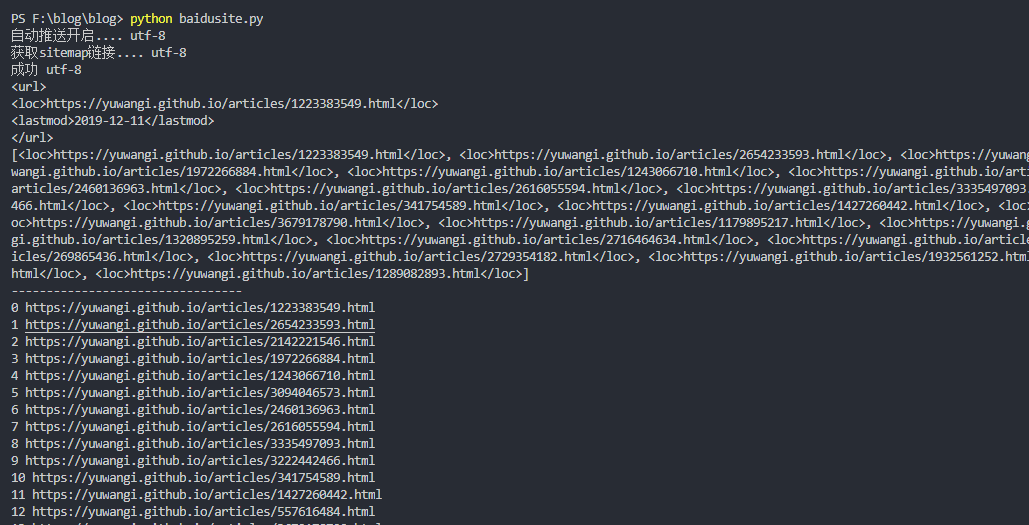 PS F:\blog\blog> python baidusite.py
自动推送开启.... utf-8
获取sitemap链接.... utf-8
成功 utf-8
<url>
<loc>https://yuwangi.github.io/articles/1223383549.html</loc>
<lastmod>2019-12-11</lastmod>
</url>
[<loc>https://yuwangi.github.io/articles/1223383549.html</loc>, <loc>https://yuwangi.github.io/articles/2654233593.html</loc>, <loc>https://yuwang
wangi.github.io/articles/1972266884.html</loc>, <loc>https://yuwangi.github.io/articles/1243066710.html</loc>, <loc>https://yuwangi.github.io/arti
articles/2460136963.html</loc>, <loc>https://yuwangi.github.io/articles/2616055594.html</loc>, <loc>https://yuwangi.github.io/articles/3335497093.
466.html</loc>, <loc>https://yuwangi.github.io/articles/341754589.html</loc>, <loc>https://yuwangi.github.io/articles/1427260442.html</loc>, <loc>
oc>https://yuwangi.github.io/articles/3679178790.html</loc>, <loc>https://yuwangi.github.io/articles/1179895217.html</loc>, <loc>https://yuwangi.g
gi.github.io/articles/1320895259.html</loc>, <loc>https://yuwangi.github.io/articles/2716464634.html</loc>, <loc>https://yuwangi.github.io/article
icles/269865436.html</loc>, <loc>https://yuwangi.github.io/articles/2729354182.html</loc>, <loc>https://yuwangi.github.io/articles/1932561252.html
html</loc>, <loc>https://yuwangi.github.io/articles/1289082893.html</loc>]
---------------------------------
0 https://yuwangi.github.io/articles/1223383549.html
1 https://yuwangi.github.io/articles/2654233593.html
2 https://yuwangi.github.io/articles/2142221546.html
3 https://yuwangi.github.io/articles/1972266884.html
4 https://yuwangi.github.io/articles/1243066710.html
5 https://yuwangi.github.io/articles/3094046573.html
6 https://yuwangi.github.io/articles/2460136963.html
7 https://yuwangi.github.io/articles/2616055594.html
8 https://yuwangi.github.io/articles/3335497093.html
9 https://yuwangi.github.io/articles/3222442466.html
10 https://yuwangi.github.io/articles/341754589.html
11 https://yuwangi.github.io/articles/1427260442.html
12 https://yuwangi.github.io/articles/557616484.html